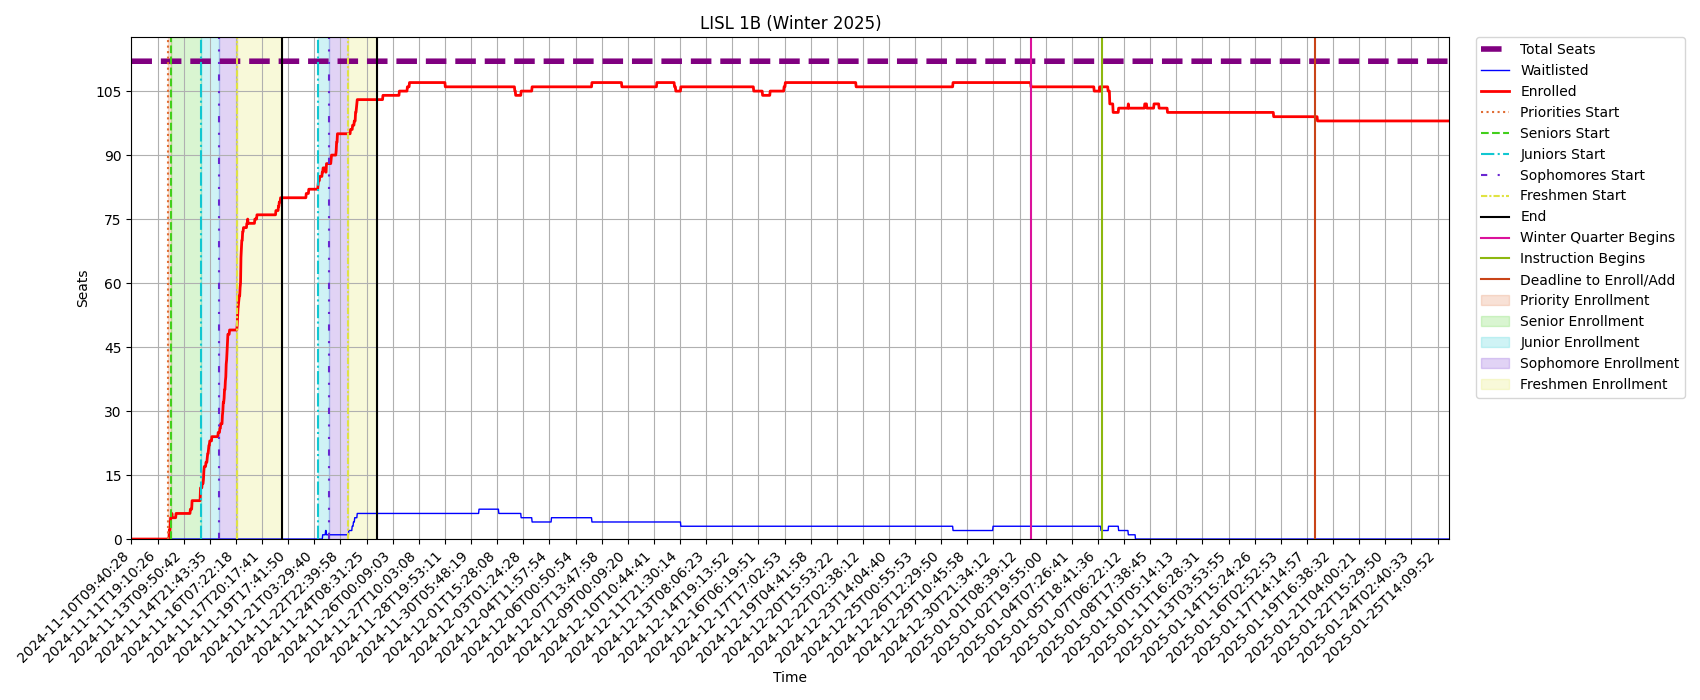 LISL 1B (Winter 2025)
Seats
105
90
75
60
45
30
15
0
2024-11-10T09:40:28
2024-11-11T19:10:26
2024-11-13T09:50:42
2024-11-14T21:43:35
2024-11-16T07:22:18
2024-11-17T20:17:41
2024-11-19T17:41:50
2024-11-21T03:29:40
2024-11-22T22:39:58
2024-11-24T08:31:25
2024-11-26T00:09:03
2024-11-27T10:03:08
2024-11-28T19:53:11
2024-11-30T05:48:19
2024-12-01T15:28:08
2024-12-03T01:24:28
2024-12-04T11:57:54
2024-12-06T00:50:54
2024-12-07T13:47:58
2024-12-09T00:09:20
2024-12-10T10:44:41
2024-12-11T21:30:14
2024-12-13T08:06:23
2024-12-14T19:13:52
2024-12-16T06:19:51
2024-12-17T17:02:53
2024-12-19T04:41:58
2024-12-20T15:53:22
2024-12-22T02:38:12
2024-12-23T14:04:40
2024-12-25T00:55:53
2024-12-26T12:29:50
2024-12-29T10:45:58
2024-12-30T21:34:12
2025-01-01T08:39:12
2025-01-02T19:55:00
2025-01-04T07:26:41
2025-01-05T18:41:36
2025-01-07T06:22:12
2025-01-08T17:38:45
2025-01-10T05:14:13
2025-01-11T16:28:31
2025-01-13T03:53:55
2025-01-14T15:24:26
2025-01-16T02:52:53
2025-01-17T14:14:57
2025-01-19T16:38:32
2025-01-21T04:00:21
2025-01-22T15:29:50
2025-01-24T02:40:33
2025-01-25T14:09:52
Time
Total Seats
Waitlisted
Enrolled
Priorities Start
Seniors Start
Juniors Start
Sophomores Start
Freshmen Start
End
Winter Quarter Begins
Instruction Begins
Deadline to Enroll/Add
Priority Enrollment
Senior Enrollment
Junior Enrollment
Sophomore Enrollment
Freshmen Enrollment